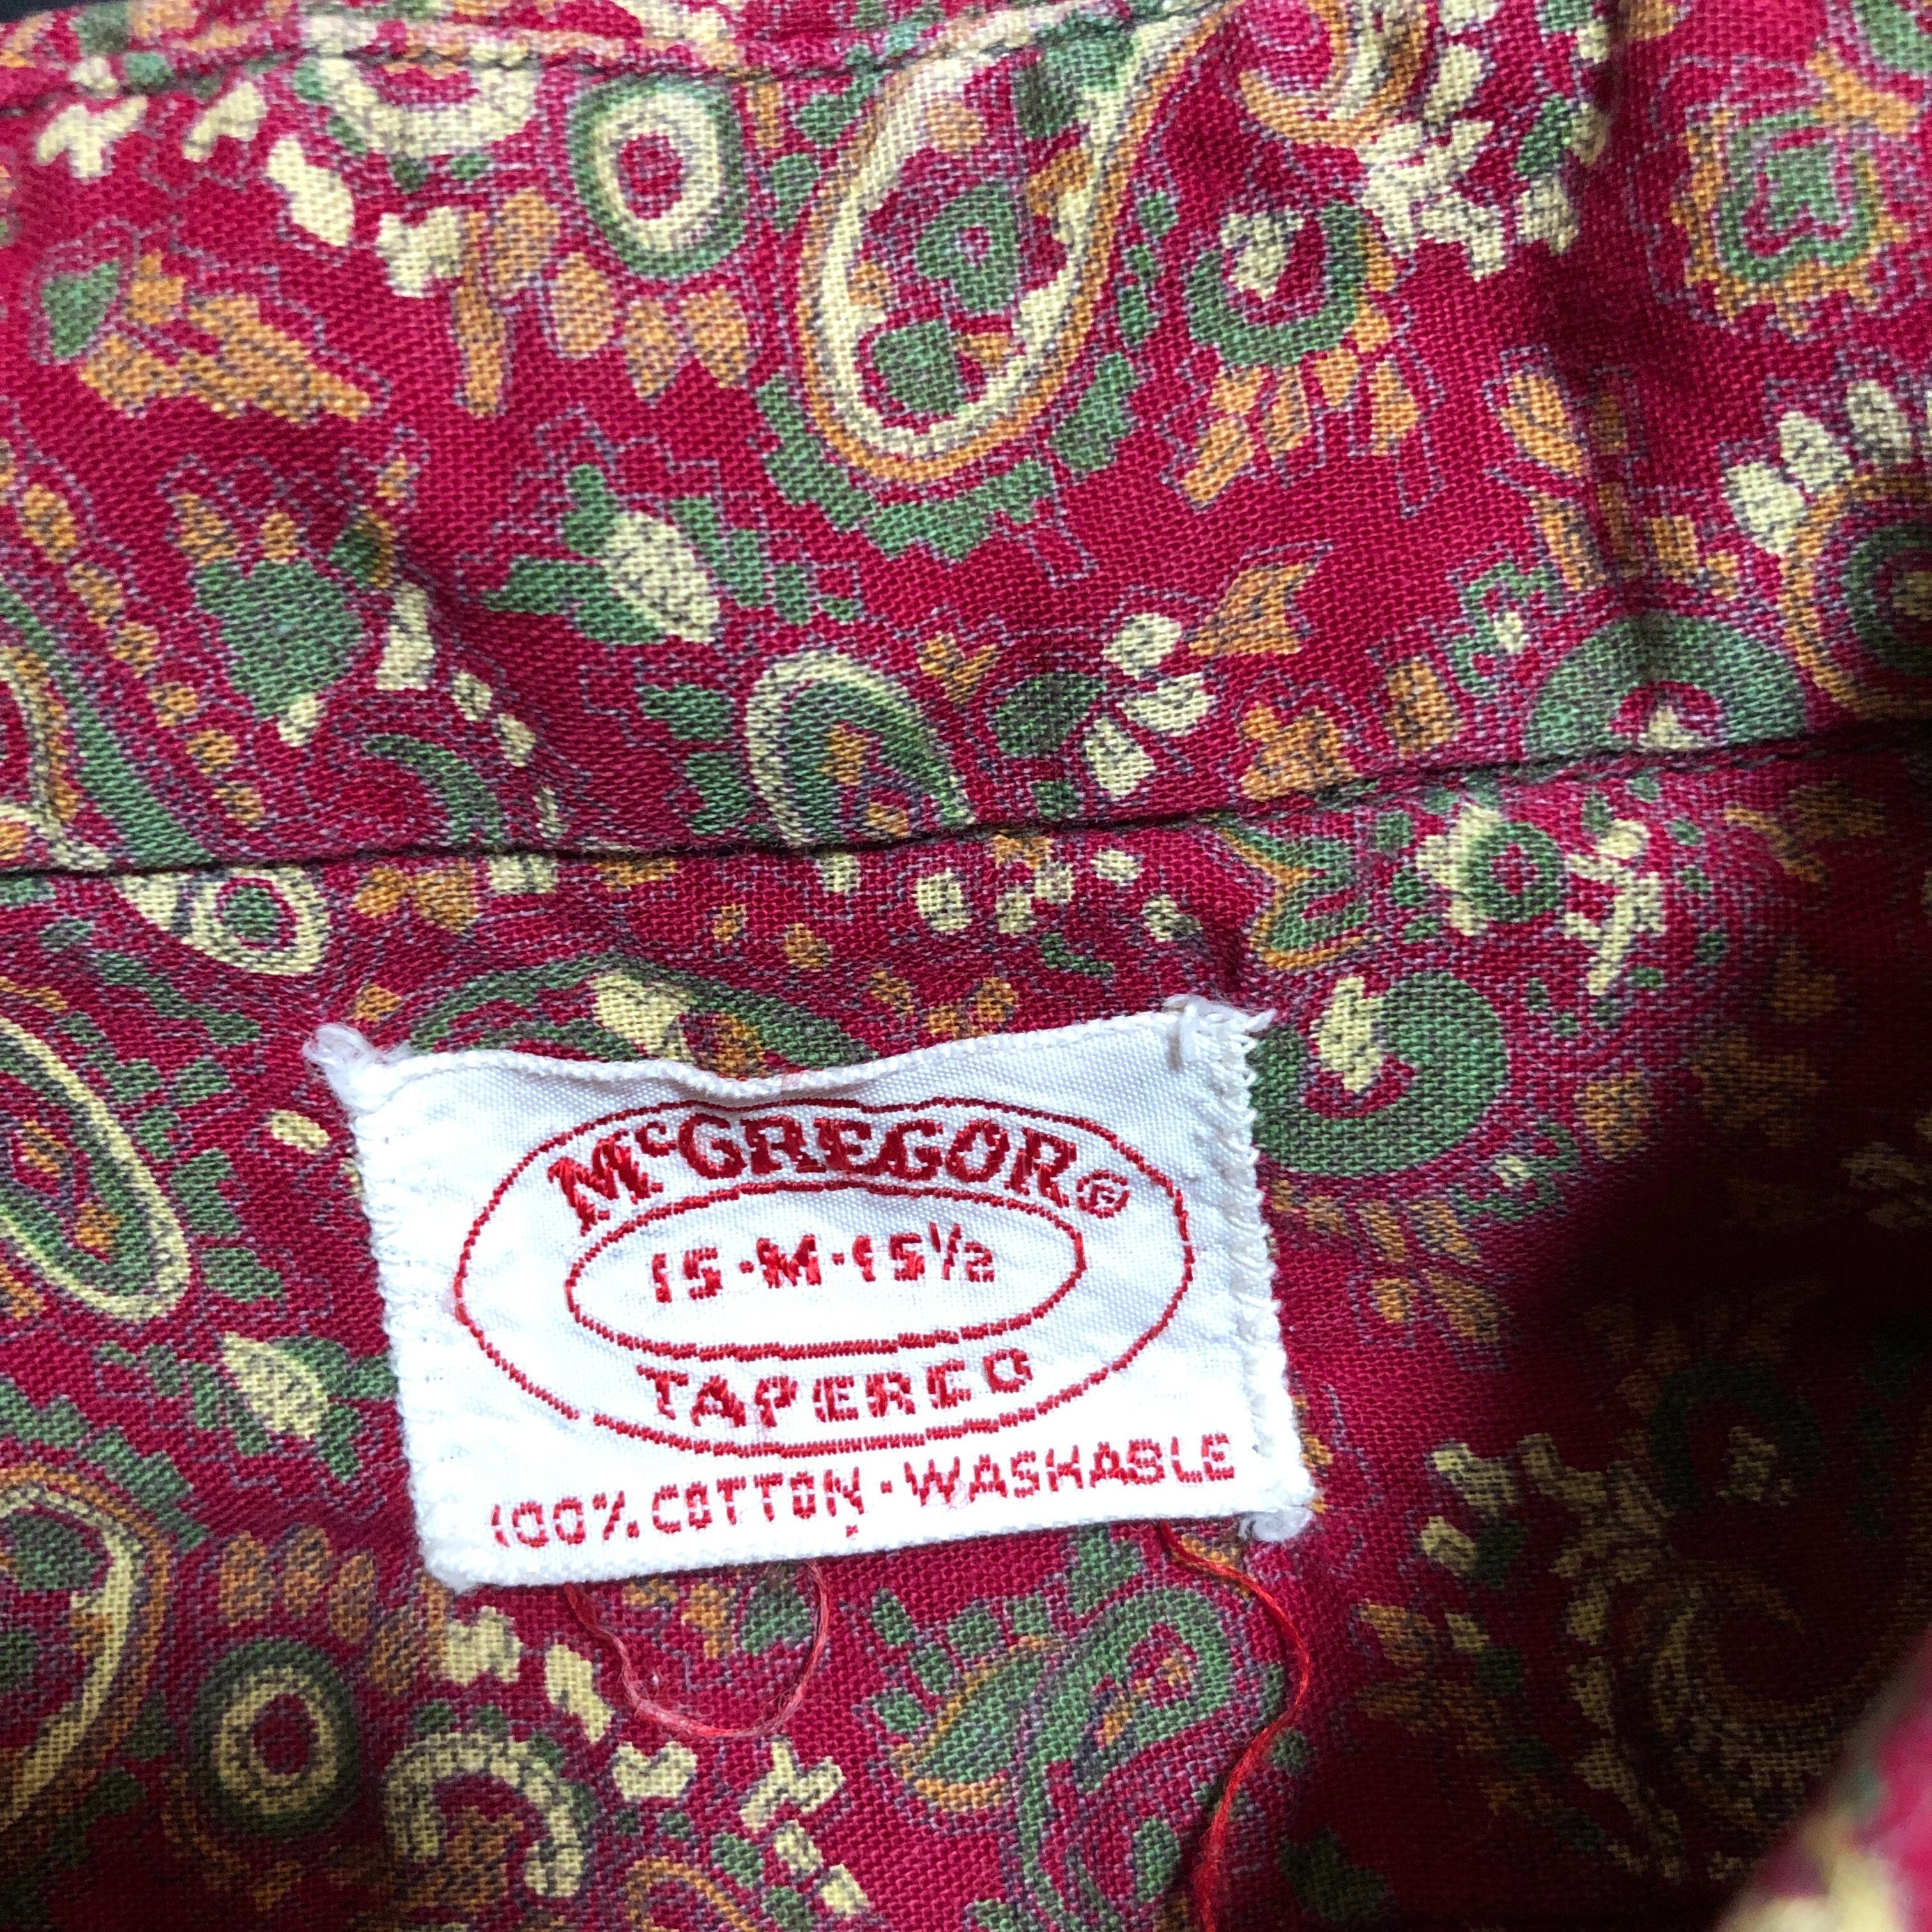 McGREGOR®
15·M·15½
TAPERED
100% COTTON·WASHABLE